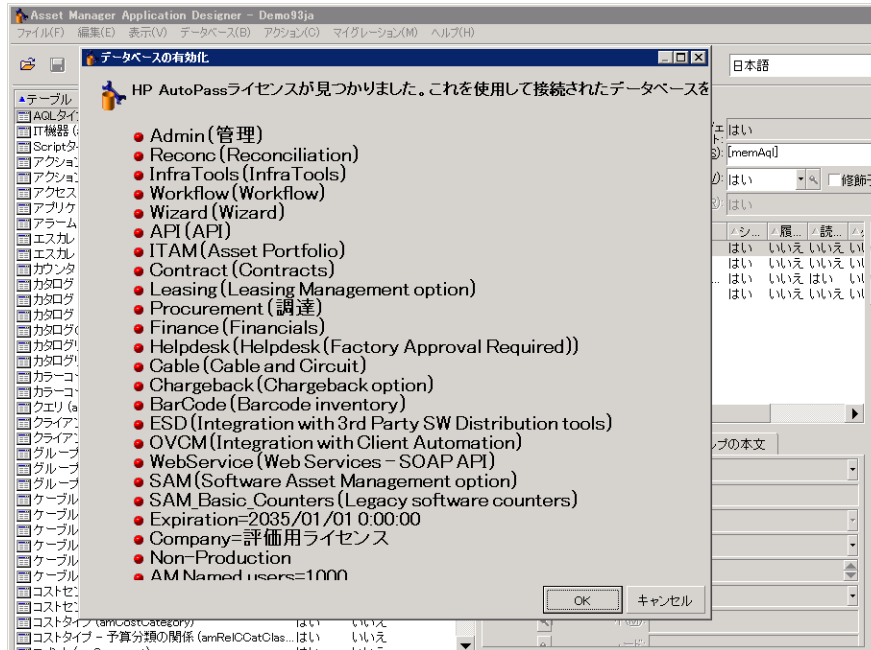 Asset Manager Application Designer - Demo93ja
ファイル(F) 編集(E) 表示(V) データベース(B) アクション(C) マイグレーション(M) ヘルプ(H)
データベースの有効化
日本語
HP AutoPassライセンスが見つかりました。これを使用して接続されたデータベースを
Admin(管理)
Reconc(Reconciliation)
InfraTools(InfraTools)
Workflow(Workflow)
Wizard(Wizard)
API(API)
ITAM(Asset Portfolio)
Contract(Contracts)
Leasing(Leasing Management option)
Procurement(調達)
Finance(Financials)
Helpdesk(Helpdesk(Factory Approval Required))
Cable(Cable and Circuit)
Chargeback(Chargeback option)
BarCode(Barcode inventory)
ESD(Integration with 3rd Party SW Distribution tools)
OVCM(Integration with Client Automation)
WebService(Web Services - SOAP API)
SAM(Software Asset Management option)
SAM_Basic_Counters(Legacy software counters)
Expiration=2035/01/01 0:00:00
Company=評価用ライセンス
Non-Production
AM Named users=1000
OK キャンセル
テーブル
AQLタイ
IT機器(
Scriptタ
アクショ
アクショ
アクセス
アプリケ
アラーム
エスカレ
エスカレ
カウンタ
カタログ
カタログ
カタログ
カタログ(
カタログリ
カタログリ
カラーコー
カラーコー
クエリ(a
クライア
クライア
グループ
グループ
グループ
ケーブル
ケーブル
ケーブル
ケーブル
ケーブル
ケーブル
コストセ
コストセ
コストタイプ (amCostCategory) はい いいえ
コストタイプ - 予算分類の関係 (amRelCCatClas... はい いいえ
はい
[memAql]
はい 修飾子
はい
シ... 履... 読...
はい いいえ いいえ いい
はい いいえ いいえ いい
はい いいえ はい いい
はい いいえ いいえ いい
プの本文